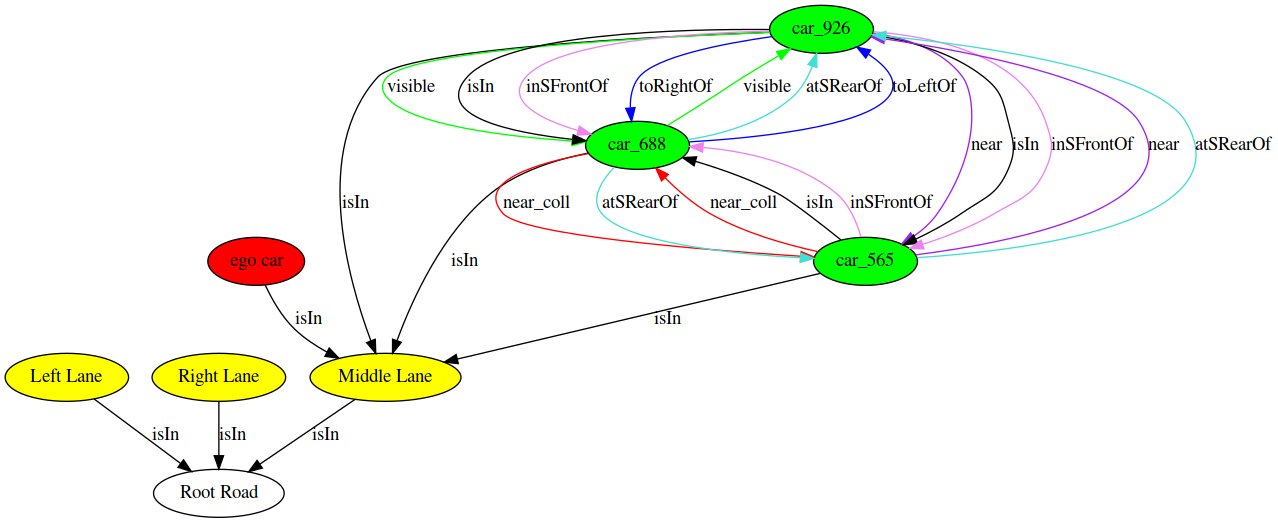 car_926
visible
isIn
inSFrontOf
toRightOf
visible
atSRearOf
toLeftOf
car_688
near
isIn
inSFrontOf
near
atSRearOf
isIn
near_coll
atSRearOf
near_coll
isIn
inSFrontOf
ego car
isIn
car_565
isIn
isIn
Left Lane
Right Lane
Middle Lane
isIn
isIn
isIn
Root Road